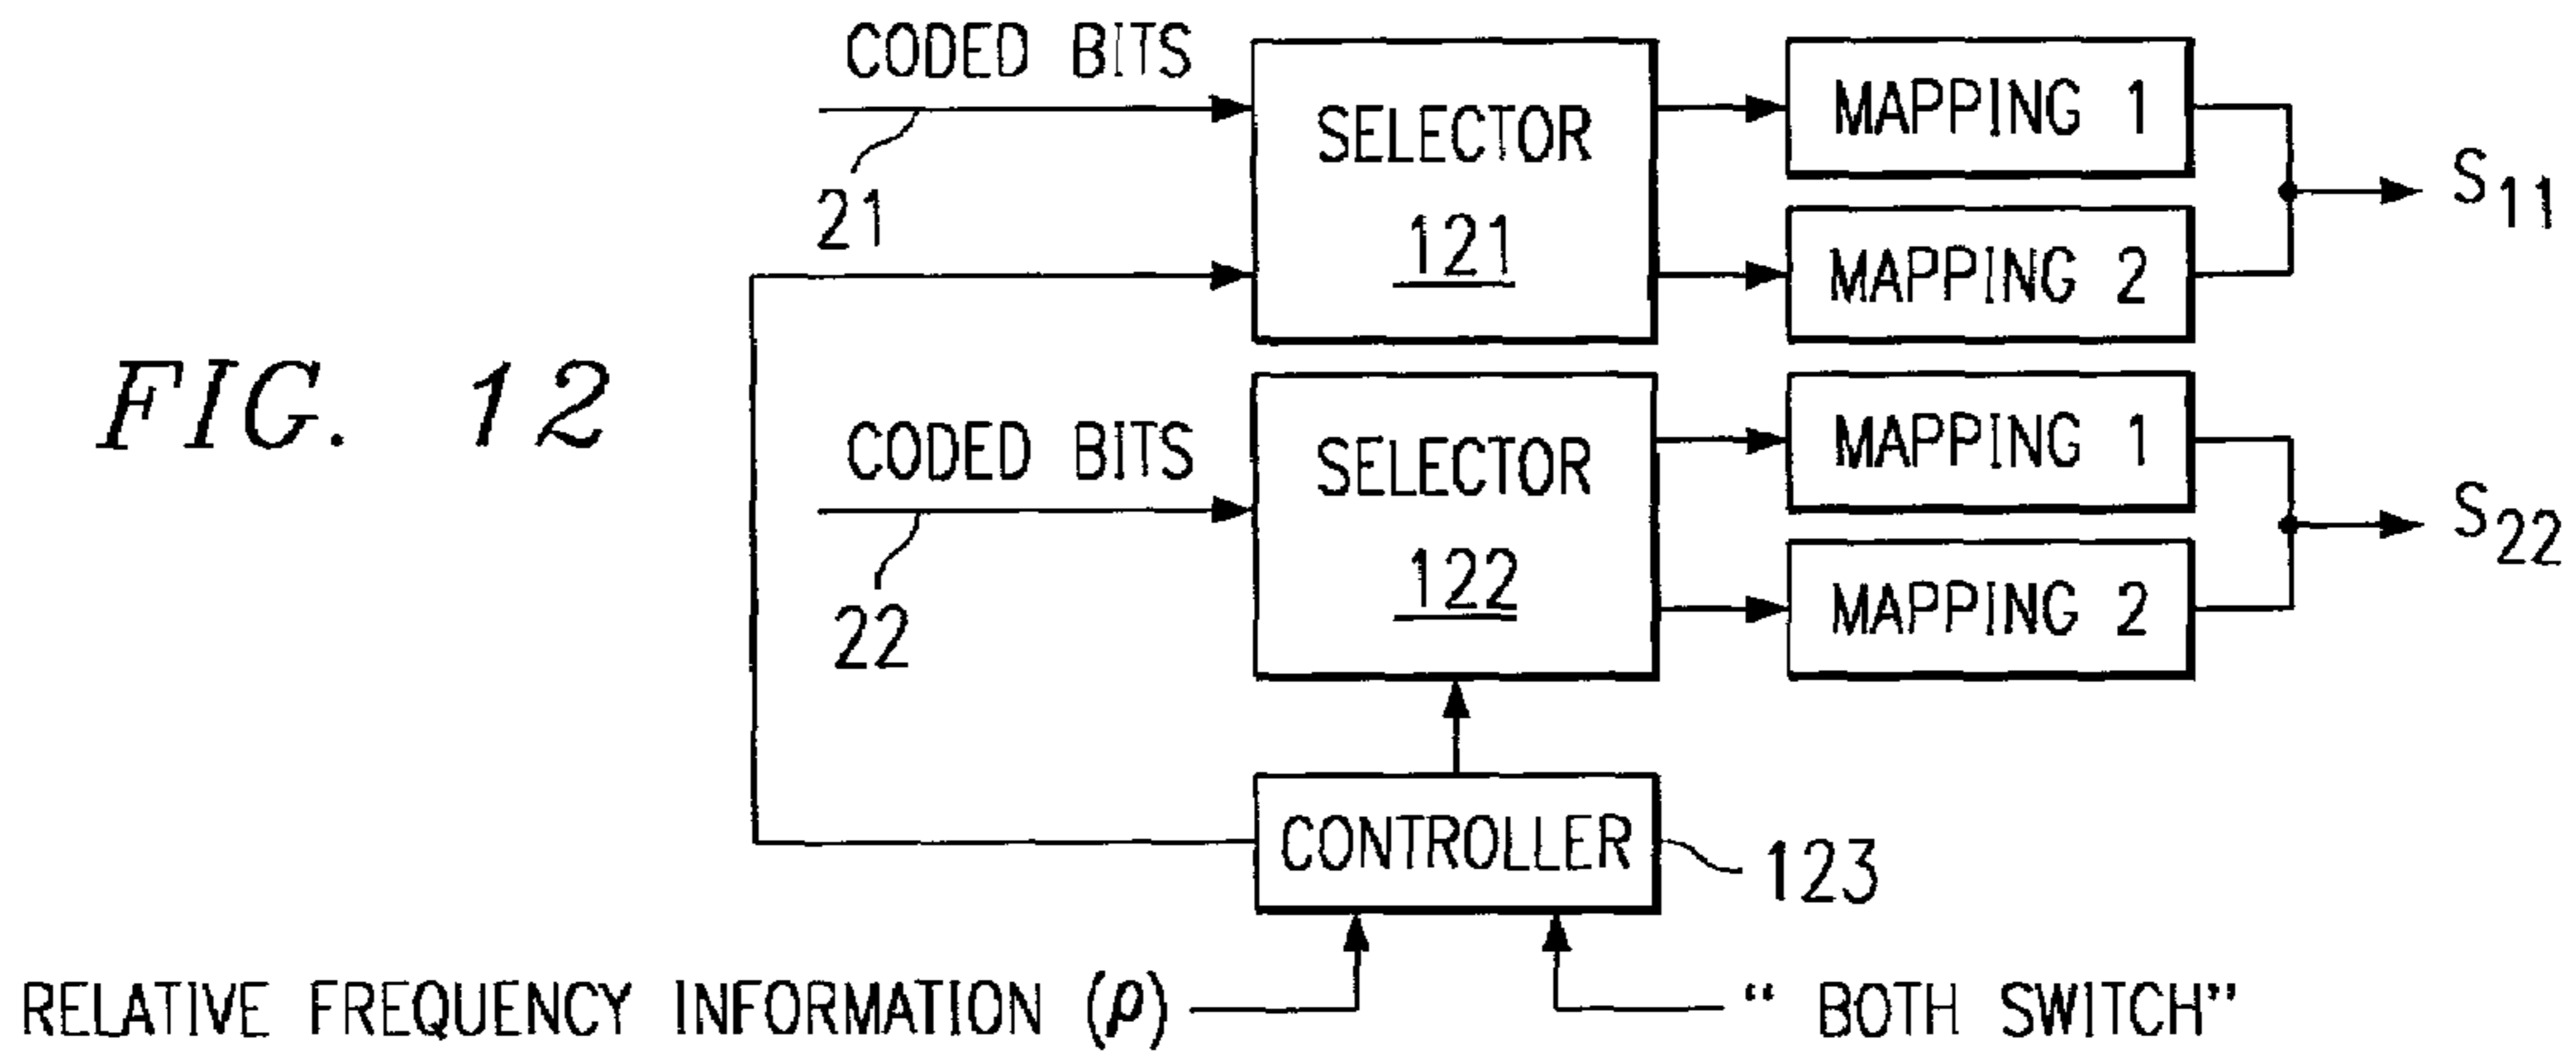 CODED BITS
21
SELECTOR
121
MAPPING 1
MAPPING 2
S11
FIG. 12
CODED BITS
22
SELECTOR
122
MAPPING 1
MAPPING 2
S22
CONTROLLER
123
RELATIVE FREQUENCY INFORMATION (ρ)
“ BOTH SWITCH”